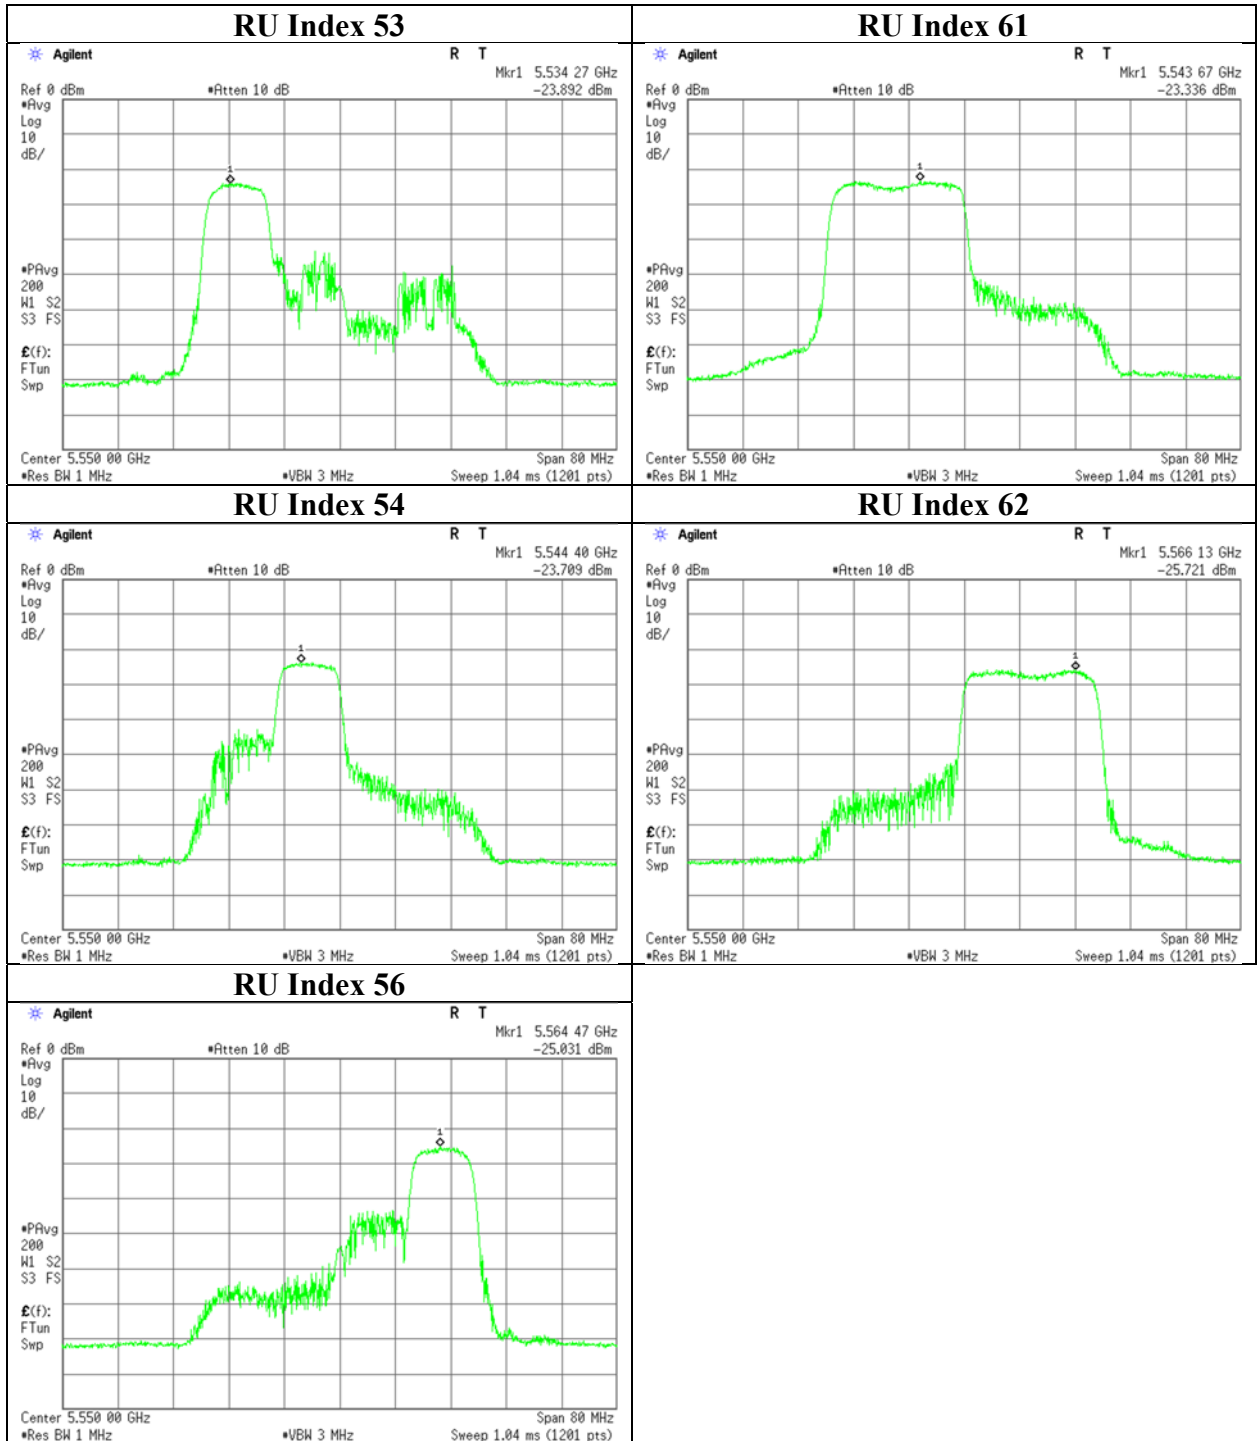 RU Index 53
Agilent
R T
Mkr1 5.534 27 GHz
Ref 0 dBm *Atten 10 dB -23.892 dBm
*Avg
Log
10
dB/
1
*PAvg
200
W1 S2
S3 FS
£(f):
FTun
Swp
Center 5.550 00 GHz Span 80 MHz
*Res BW 1 MHz *VBW 3 MHz Sweep 1.04 ms (1201 pts)
RU Index 61
Agilent
R T
Mkr1 5.543 67 GHz
Ref 0 dBm *Atten 10 dB -23.336 dBm
*Avg
Log
10
dB/
1
*PAvg
200
W1 S2
S3 FS
£(f):
FTun
Swp
Center 5.550 00 GHz Span 80 MHz
*Res BW 1 MHz *VBW 3 MHz Sweep 1.04 ms (1201 pts)
RU Index 54
Agilent
R T
Mkr1 5.544 40 GHz
Ref 0 dBm *Atten 10 dB -23.709 dBm
*Avg
Log
10
dB/
1
*PAvg
200
W1 S2
S3 FS
£(f):
FTun
Swp
Center 5.550 00 GHz Span 80 MHz
*Res BW 1 MHz *VBW 3 MHz Sweep 1.04 ms (1201 pts)
RU Index 62
Agilent
R T
Mkr1 5.566 13 GHz
Ref 0 dBm *Atten 10 dB -25.721 dBm
*Avg
Log
10
dB/
1
*PAvg
200
W1 S2
S3 FS
£(f):
FTun
Swp
Center 5.550 00 GHz Span 80 MHz
*Res BW 1 MHz *VBW 3 MHz Sweep 1.04 ms (1201 pts)
RU Index 56
Agilent
R T
Mkr1 5.564 47 GHz
Ref 0 dBm *Atten 10 dB -25.031 dBm
*Avg
Log
10
dB/
1
*PAvg
200
W1 S2
S3 FS
£(f):
FTun
Swp
Center 5.550 00 GHz Span 80 MHz
*Res BW 1 MHz *VBW 3 MHz Sweep 1.04 ms (1201 pts)